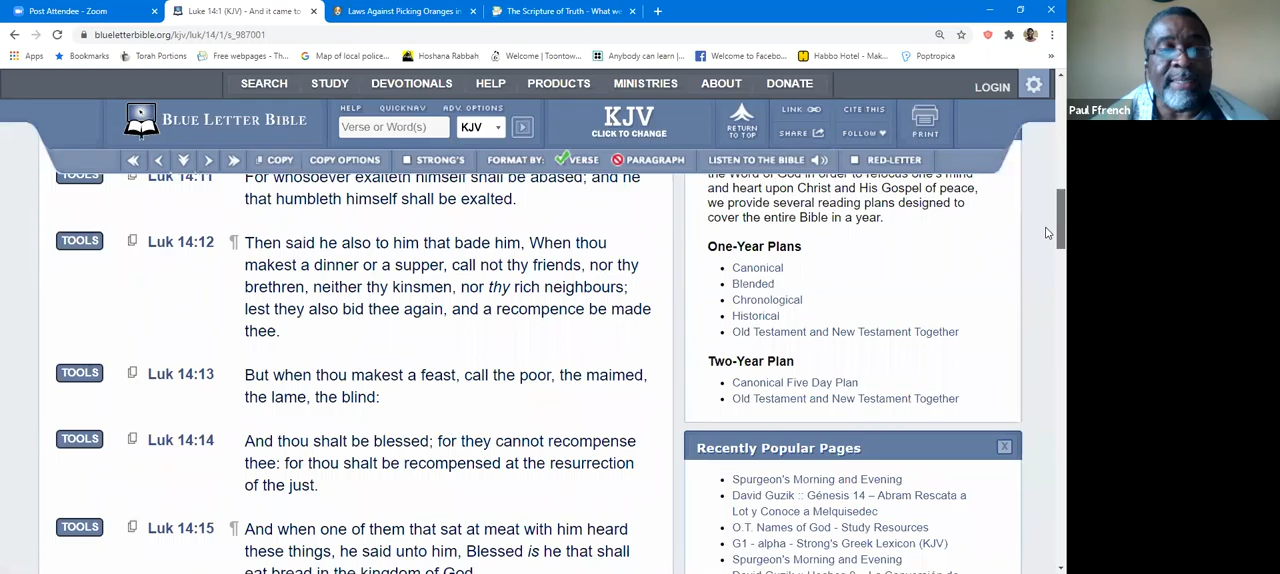 Post Attendee - Zoom
Luke 14:1 (KJV) - And it came to
Laws Against Picking Oranges in
The Scripture of Truth - What we
blueletterbible.org/kjv/luk/14/1/s_987001
Apps
Bookmarks
Torah Portions
Free webpages - Th...
Map of local police...
Hoshana Rabbah
Welcome | Toontow...
Anybody can learn |...
Welcome to Facebo...
Habbo Hotel - Mak...
Poptropica
»
SEARCH STUDY DEVOTIONALS HELP PRODUCTS MINISTRIES ABOUT DONATE
LOGIN
BLUE LETTER BIBLE
HELP QUICKNAV ADV. OPTIONS
Verse or Word(s)
KJV
KJV
CLICK TO CHANGE
RETURN
TO TOP
LINK
CITE THIS
SHARE
FOLLOW
PRINT
COPY
COPY OPTIONS
STRONG'S
FORMAT BY: VERSE PARAGRAPH
LISTEN TO THE BIBLE
RED-LETTER
TOOLS
Luk 14:11
For whosoever exalteth himself shall be abased; and he
that humbleth himself shall be exalted.
TOOLS
Luk 14:12
¶ Then said he also to him that bade him, When thou
makest a dinner or a supper, call not thy friends, nor thy
brethren, neither thy kinsmen, nor thy rich neighbours;
lest they also bid thee again, and a recompence be made
thee.
TOOLS
Luk 14:13
But when thou makest a feast, call the poor, the maimed,
the lame, the blind:
TOOLS
Luk 14:14
And thou shalt be blessed; for they cannot recompense
thee: for thou shalt be recompensed at the resurrection
of the just.
TOOLS
Luk 14:15
¶ And when one of them that sat at meat with him heard
these things, he said unto him, Blessed is he that shall
eat bread in the kingdom of God.
the Word of God in order to refocus one's mind
and heart upon Christ and His Gospel of peace,
we provide several reading plans designed to
cover the entire Bible in a year.
One-Year Plans
Canonical
Blended
Chronological
Historical
Old Testament and New Testament Together
Two-Year Plan
Canonical Five Day Plan
Old Testament and New Testament Together
Recently Popular Pages
Spurgeon's Morning and Evening
David Guzik :: Génesis 14 – Abram Rescata a
Lot y Conoce a Melquisedec
O.T. Names of God - Study Resources
G1 - alpha - Strong's Greek Lexicon (KJV)
Spurgeon's Morning and Evening
Paul Ffrench